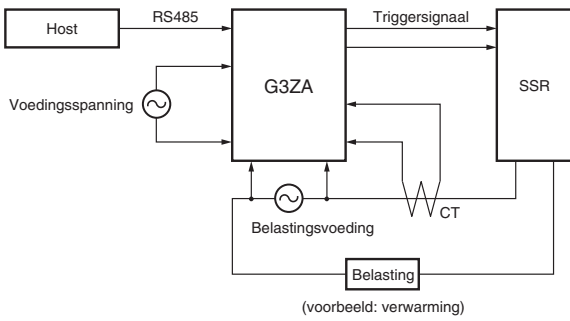 Host
RS485
Triggersignaal
G3ZA
SSR
Voedingsspanning
CT
Belastingsvoeding
Belasting
(voorbeeld: verwarming)